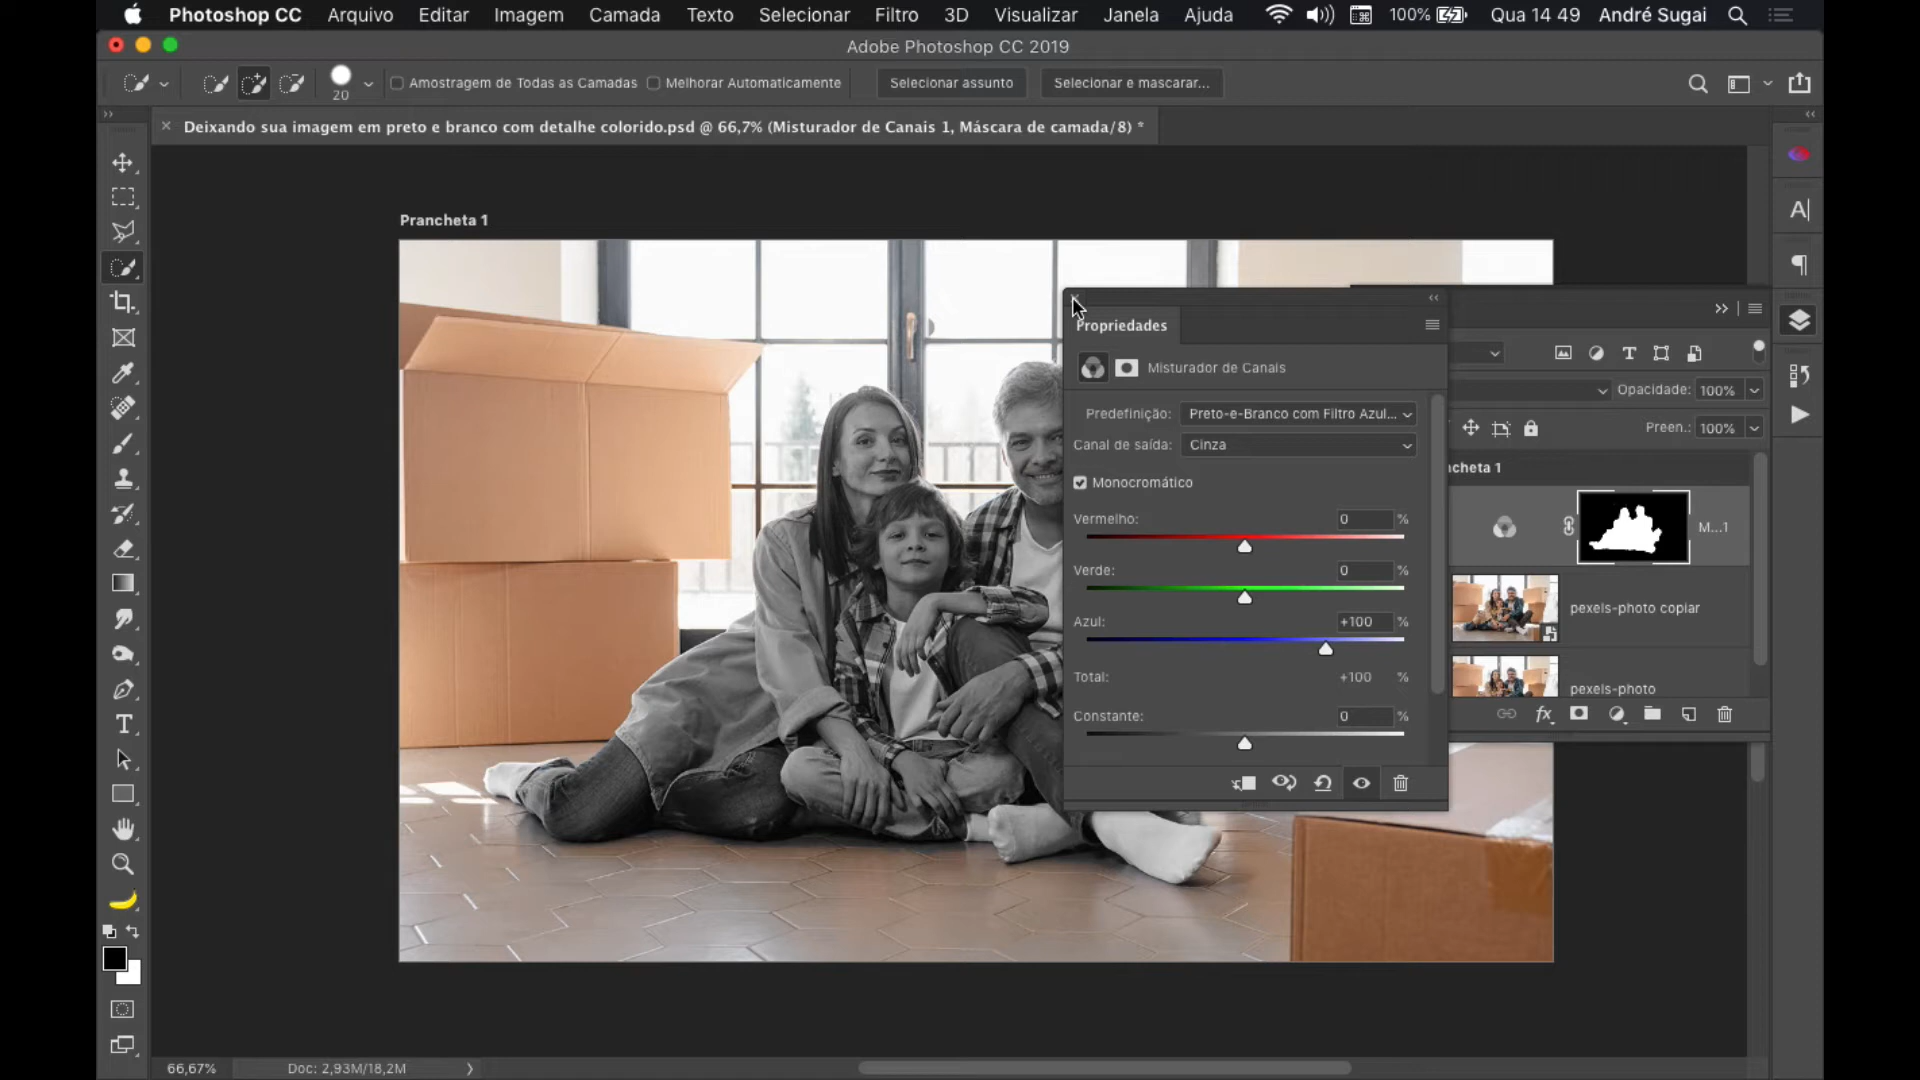 Photoshop CC Arquivo Editar Imagem Camada Texto Selecionar Filtro 3D Visualizar Janela Ajuda 100% Qua 14 49 André Sugai
Adobe Photoshop CC 2019
20 Amostragem de Todas as Camadas Melhorar Automaticamente Selecionar assunto Selecionar e mascarar...
Deixando sua imagem em preto e branco com detalhe colorido.psd @ 66,7% (Misturador de Canais 1, Máscara de camada/8) *
Prancheta 1
Propriedades
Misturador de Canais
Predefinição: Preto-e-Branco com Filtro Azul...
Canal de saída: Cinza
Monocromático
Vermelho: 0 %
Verde: 0 %
Azul: +100 %
Total: +100 %
Constante: 0 %
Opacidade: 100%
Preen.: 100%
cheta 1
M...1
pexels-photo copiar
pexels-photo
66,67% Doc: 2,93M/18,2M